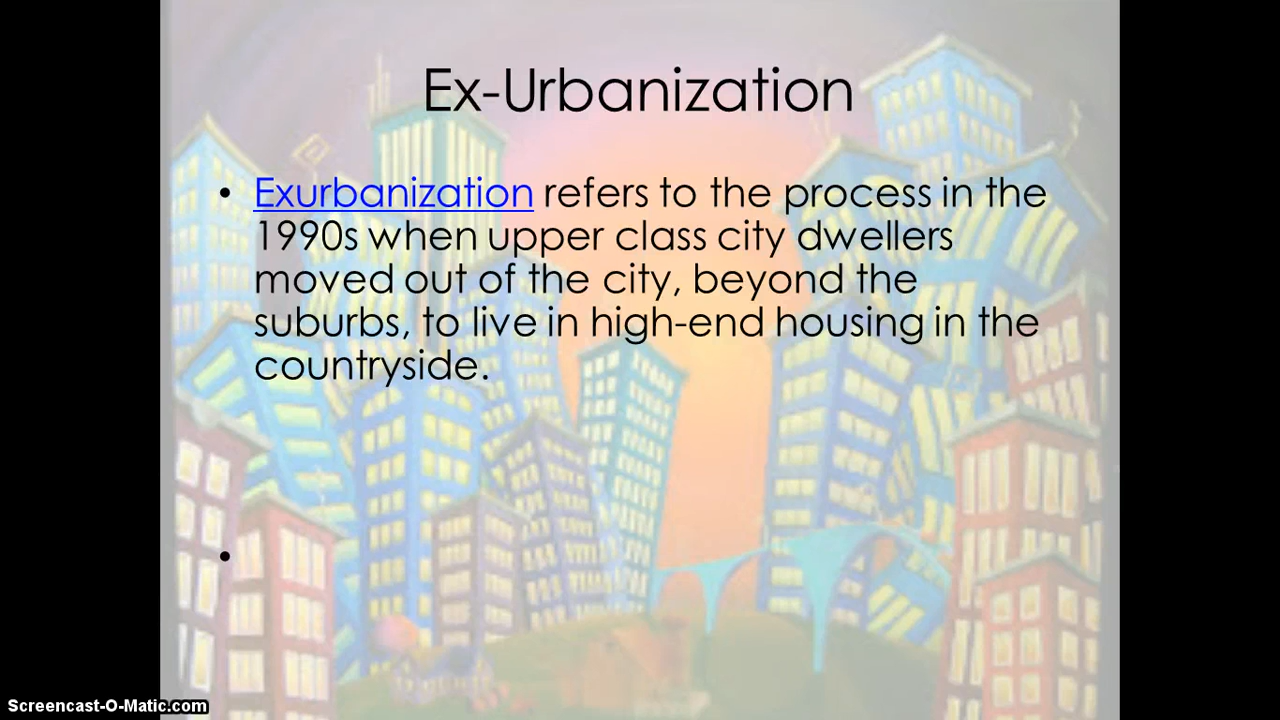 Ex-Urbanization
• Exurbanization refers to the process in the
1990s when upper class city dwellers
moved out of the city, beyond the
suburbs, to live in high-end housing in the
countryside.
•
Screencast-O-Matic.com